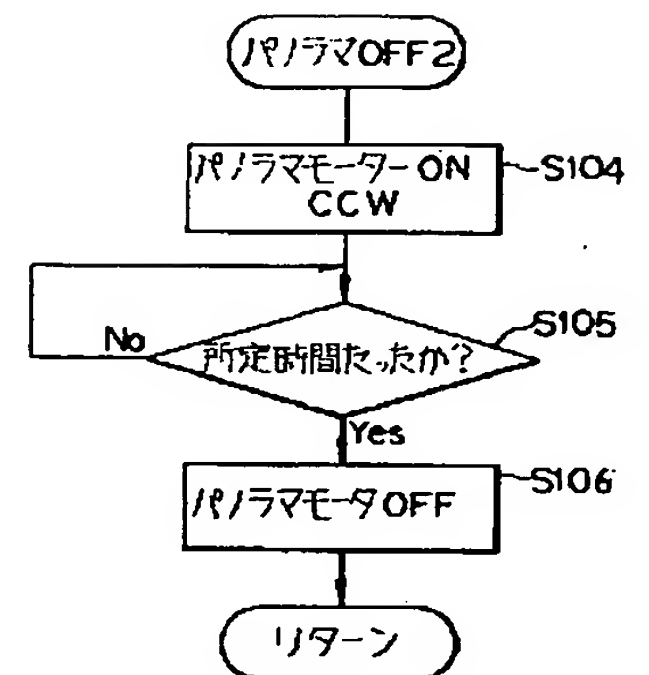 パノラマOFF2
パノラマモーターON
CCW
S104
No
所定時間たったか?
S105
Yes
パノラマモータOFF
S106
リターン